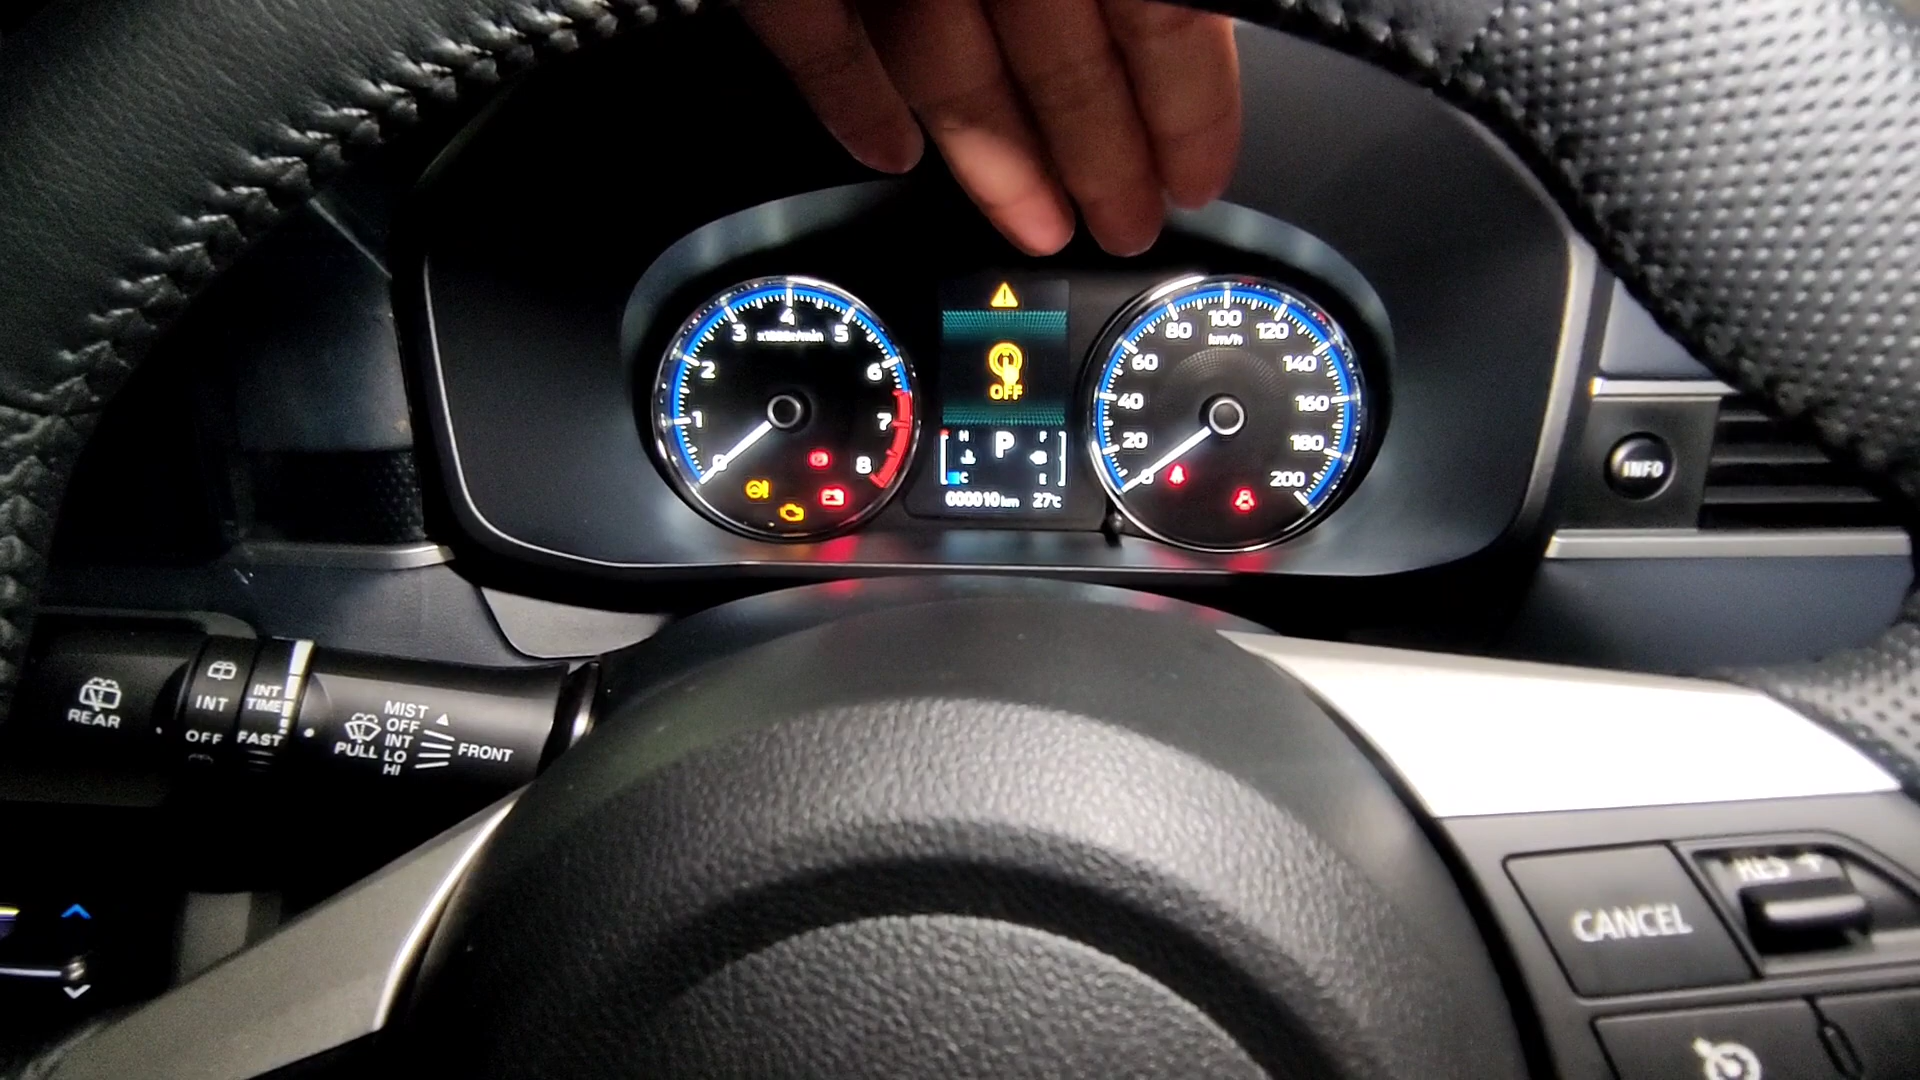 0
1
2
3
4
5
6
7
8
x1000r/min
OFF
H
P
F
C
E
000010km 27°C
0
20
40
60
80
100
120
140
160
180
200
km/h
INFO
REAR
INT
OFF
INT
TIME
FAST
PULL
MIST
OFF
INT
LO
HI
FRONT
CANCEL
RES +